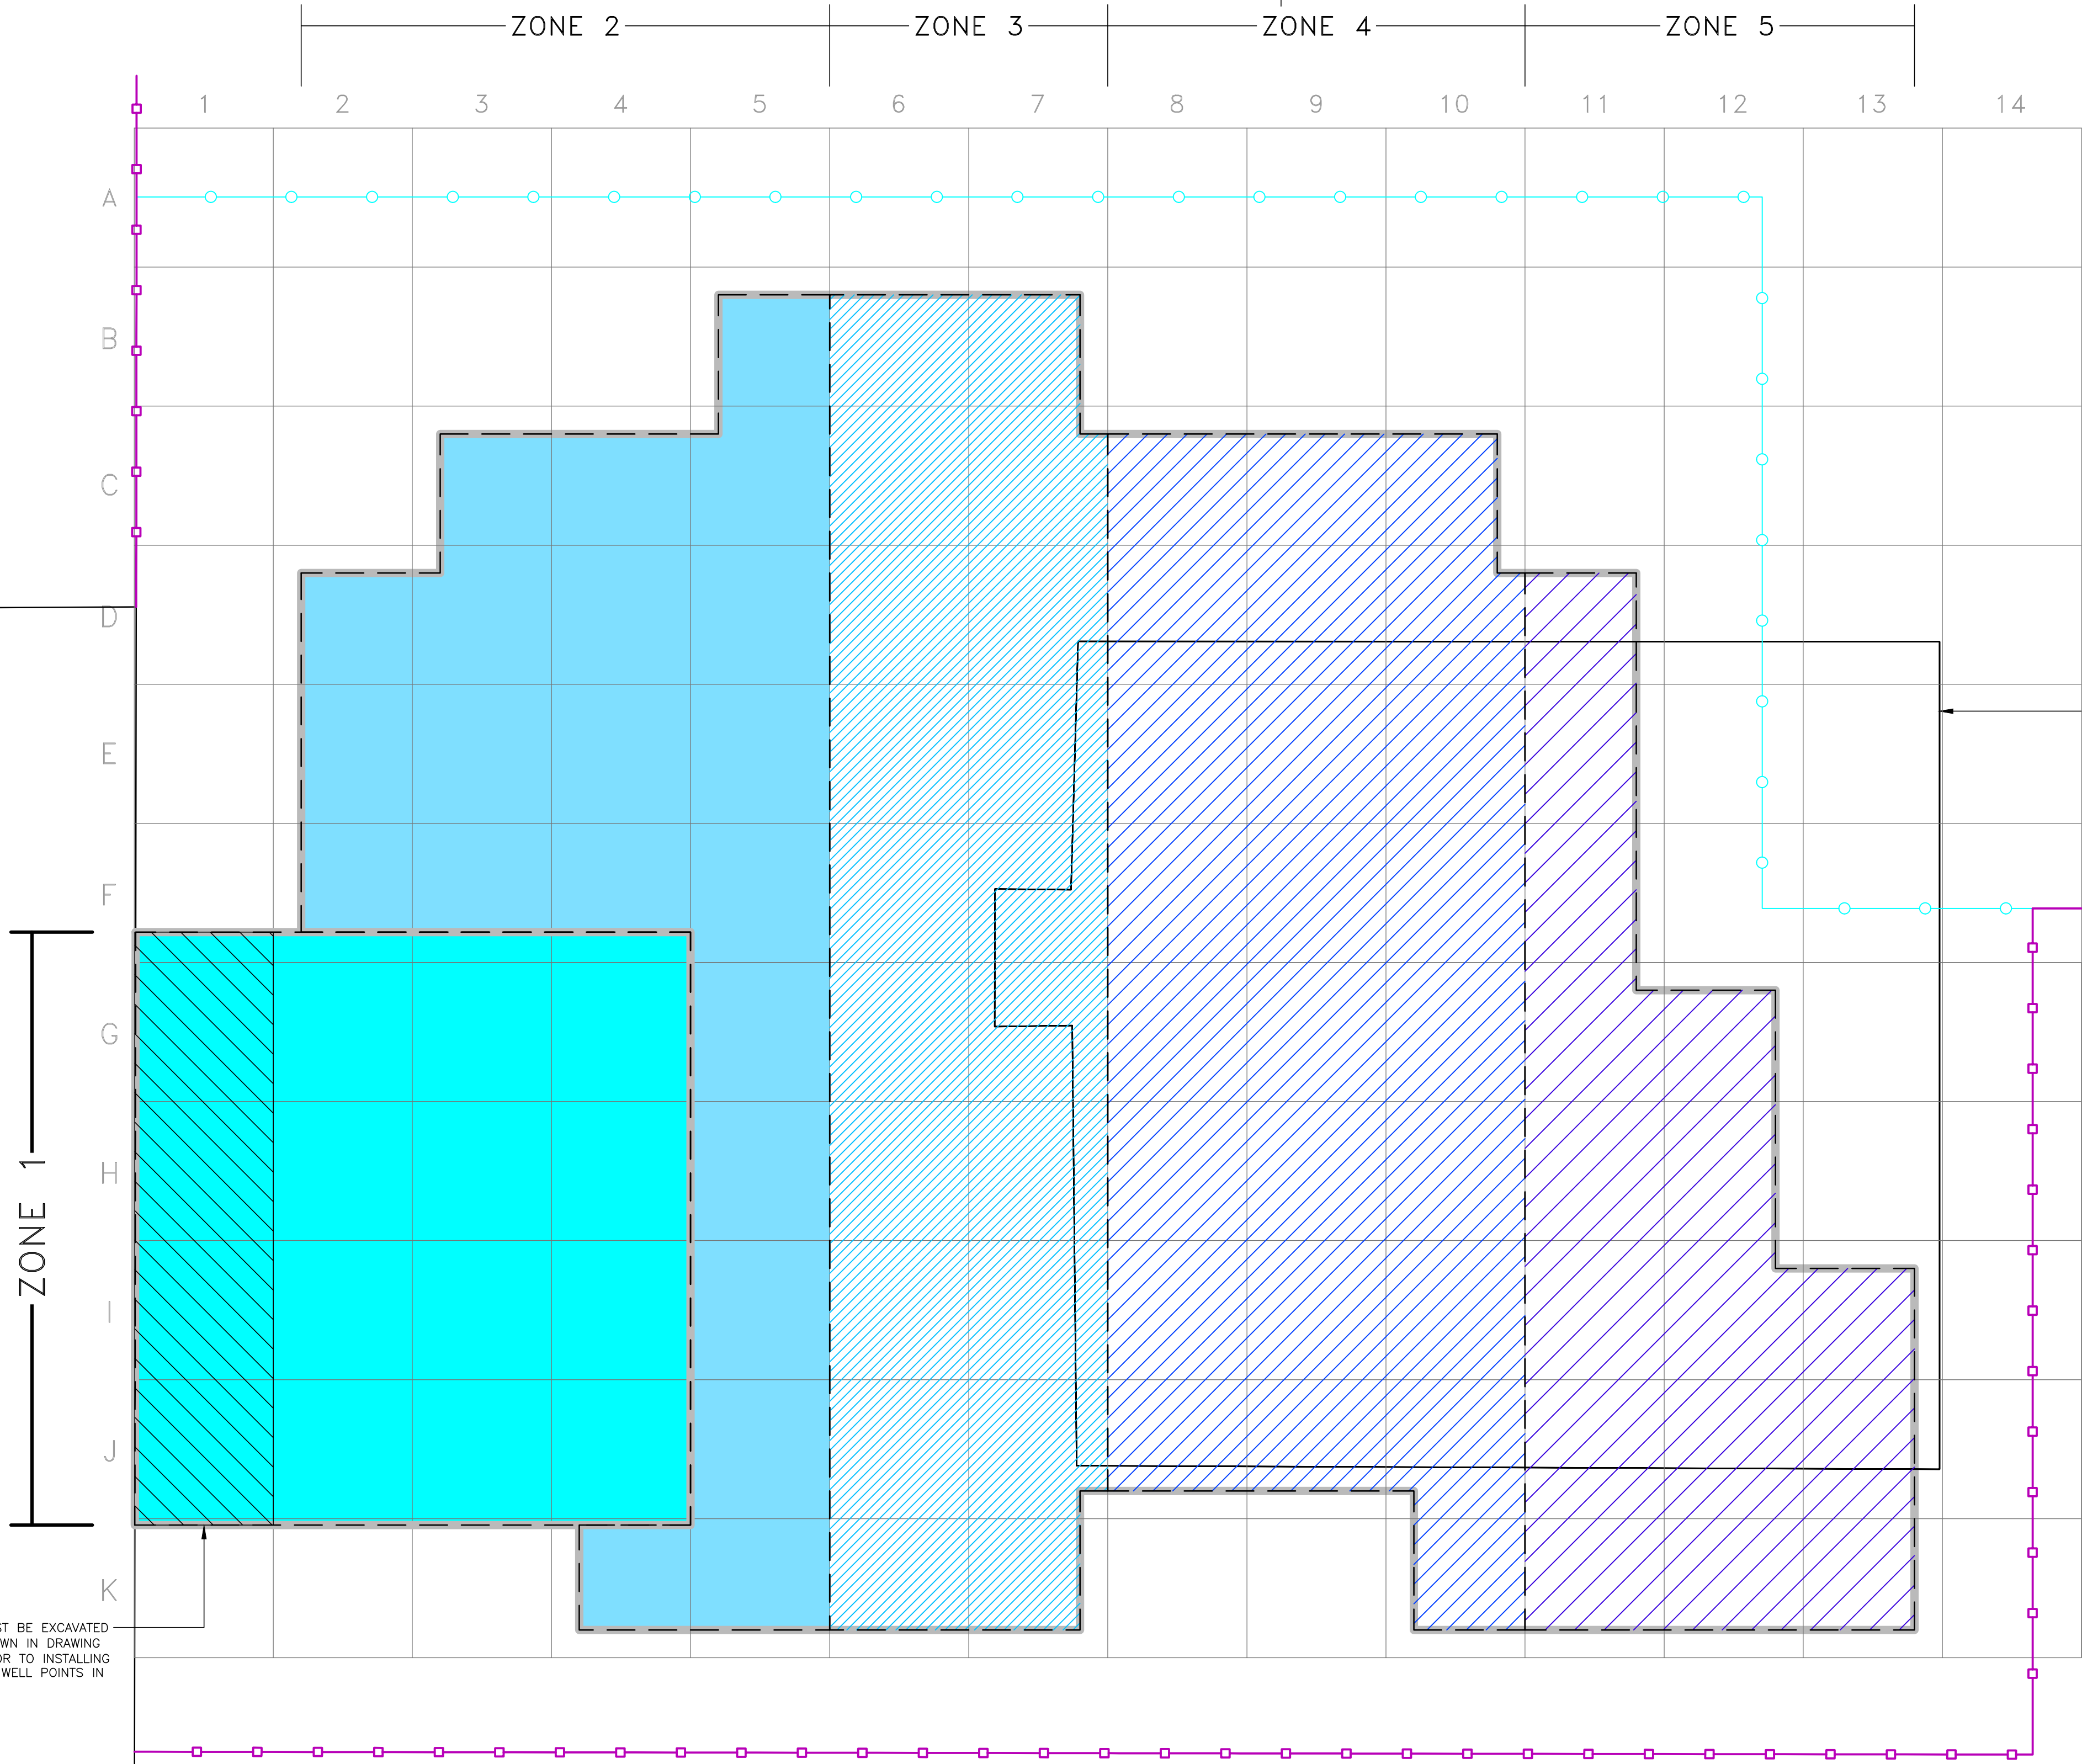 ZONE 2 ZONE 3 ZONE 4 ZONE 5
1 2 3 4 5 6 7 8 9 10 11 12 13 14
A
B
C
D
E
F
G
H
I
J
K
ZONE 1
BE EXCAVATED
IN DRAWING
TO INSTALLING
WELL POINTS IN